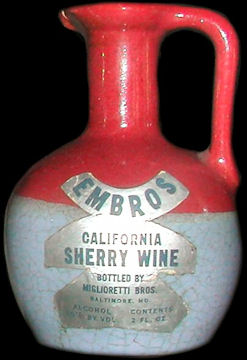 EMBROS
CALIFORNIA
SHERRY WINE
BOTTLED BY
MIGLIORETTI BROS.
BALTIMORE, MD.
ALCOHOL CONTENTS
% BY VOL. 2 FL. OZ.